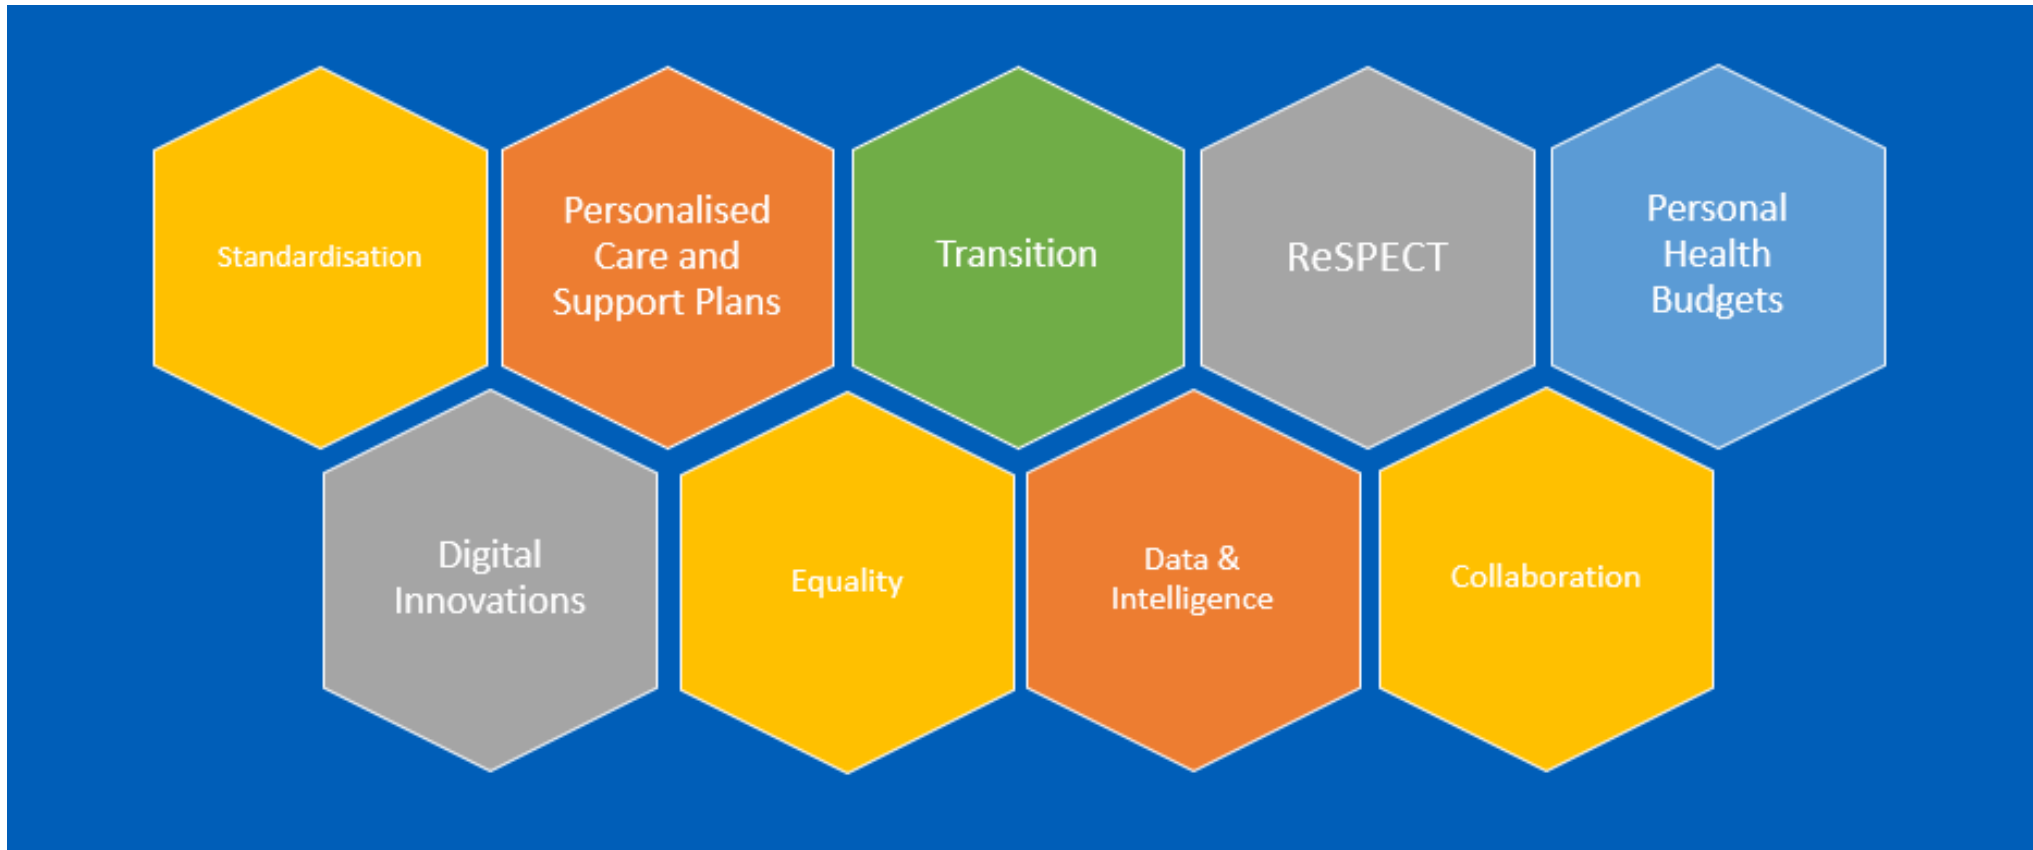 Standardisation
Personalised
Care and
Support Plans
Transition
ReSPECT
Personal
Health
Budgets
Digital
Innovations
Equality
Data &
Intelligence
Collaboration